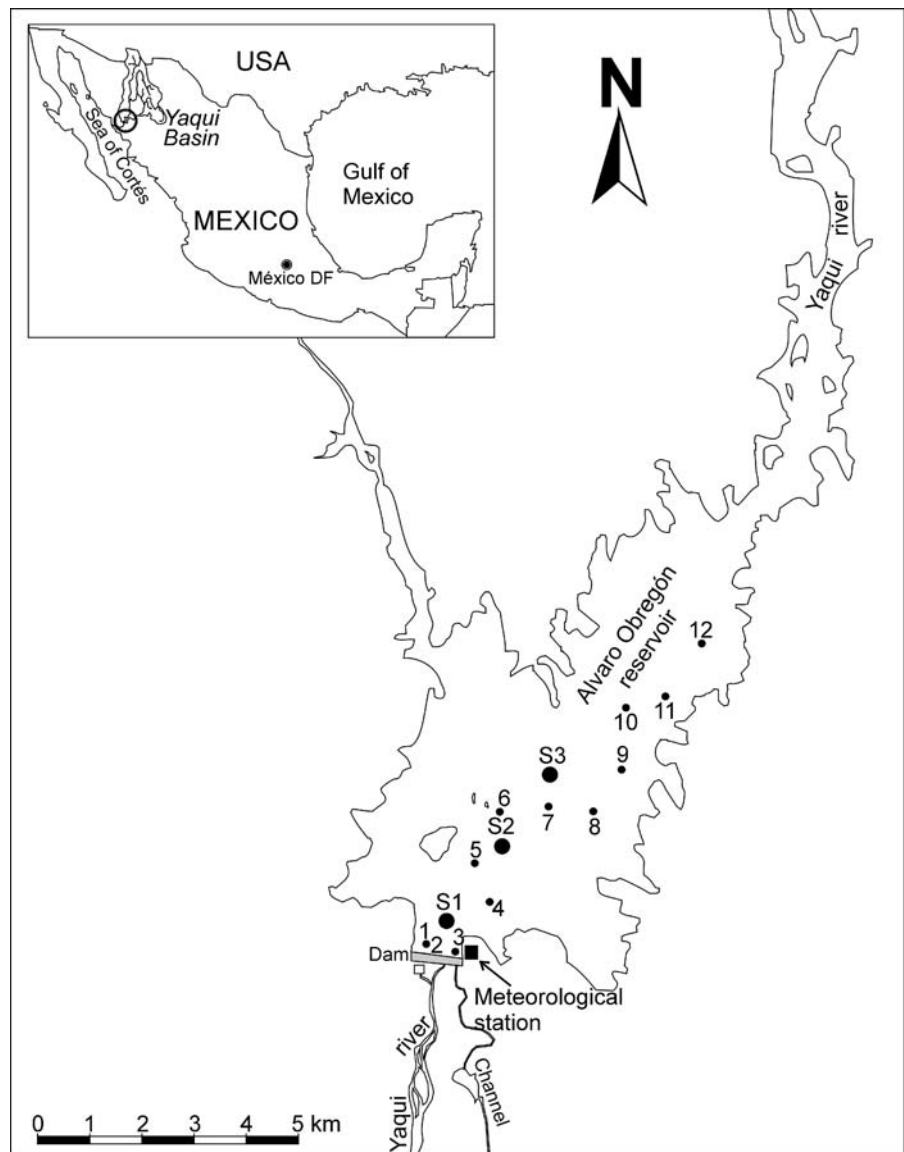 USA
N
Sea of Cortés
Yaqui
Basin
Gulf of
Mexico
MEXICO
México DF
Yaqui river
Alvaro Obregón
reservoir
12
11
10
9
S3
6
7
8
S2
5
4
S1
1
2
3
Dam
Meteorological
station
Yaqui river
Channel
0 1 2 3 4 5 km